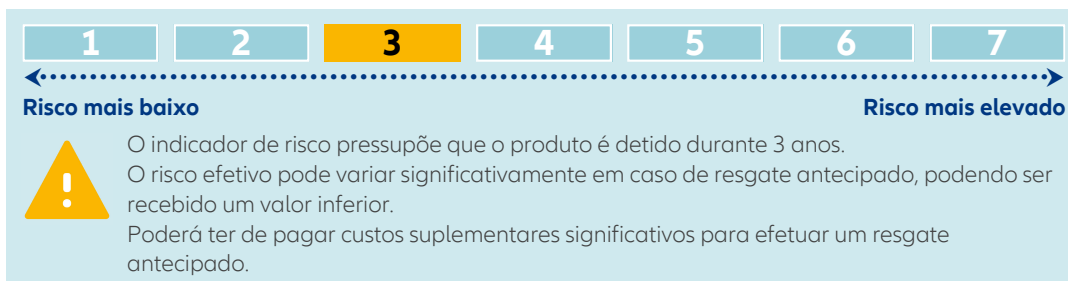 1 2 3 4 5 6 7
Risco mais baixo Risco mais elevado
O indicador de risco pressupõe que o produto é detido durante 3 anos.
O risco efetivo pode variar significativamente em caso de resgate antecipado, podendo ser
recebido um valor inferior.
Poderá ter de pagar custos suplementares significativos para efetuar um resgate
antecipado.